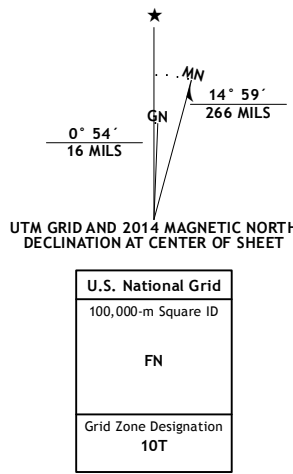 MN
GN
14° 59´
266 MILS
0° 54´
16 MILS
UTM GRID AND 2014 MAGNETIC NORTH
DECLINATION AT CENTER OF SHEET
U.S. National Grid
100,000-m Square ID
FN
Grid Zone Designation
10T